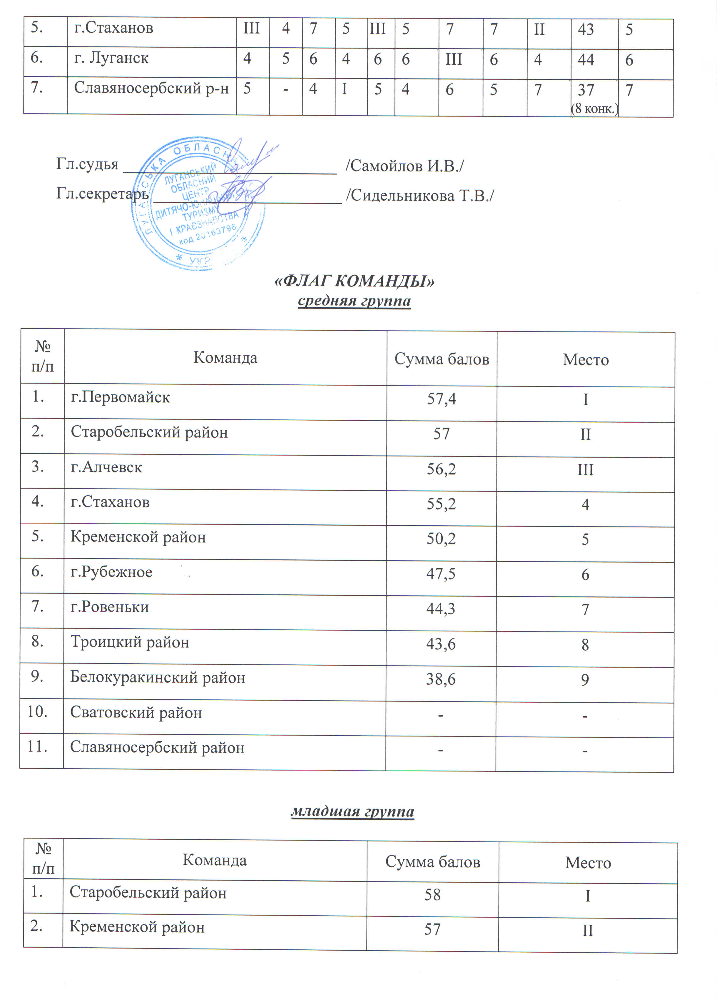 5. г.Стаханов III 4 7 5 III 5 7 7 II 43 5
6. г. Луганск 4 5 6 4 6 6 III 6 4 44 6
7. Славяносербский р-н 5 - 4 I 5 4 6 5 7 37 7
(8 конк.)
Гл.судья /Самойлов И.В./
Гл.секретарь /Сидельникова Т.В./
ЛУГАНСЬКА ОБЛАСН
ЛУГАНСЬКИЙ
ОБЛАСНИЙ
ЦЕНТР
ДИТЯЧО-
ТУРИЗМУ
І КРАЄЗНАВСТВА
код 20163796
* УКР *
«ФЛАГ КОМАНДЫ»
средняя группа
№
п/п Команда Сумма балов Место
1. г.Первомайск 57,4 I
2. Старобельский район 57 II
3. г.Алчевск 56,2 III
4. г.Стаханов 55,2 4
5. Кременской район 50,2 5
6. г.Рубежное 47,5 6
7. г.Ровеньки 44,3 7
8. Троицкий район 43,6 8
9. Белокуракинский район 38,6 9
10. Сватовский район - -
11. Славяносербский район - -
младшая группа
№
п/п Команда Сумма балов Место
1. Старобельский район 58 I
2. Кременской район 57 II